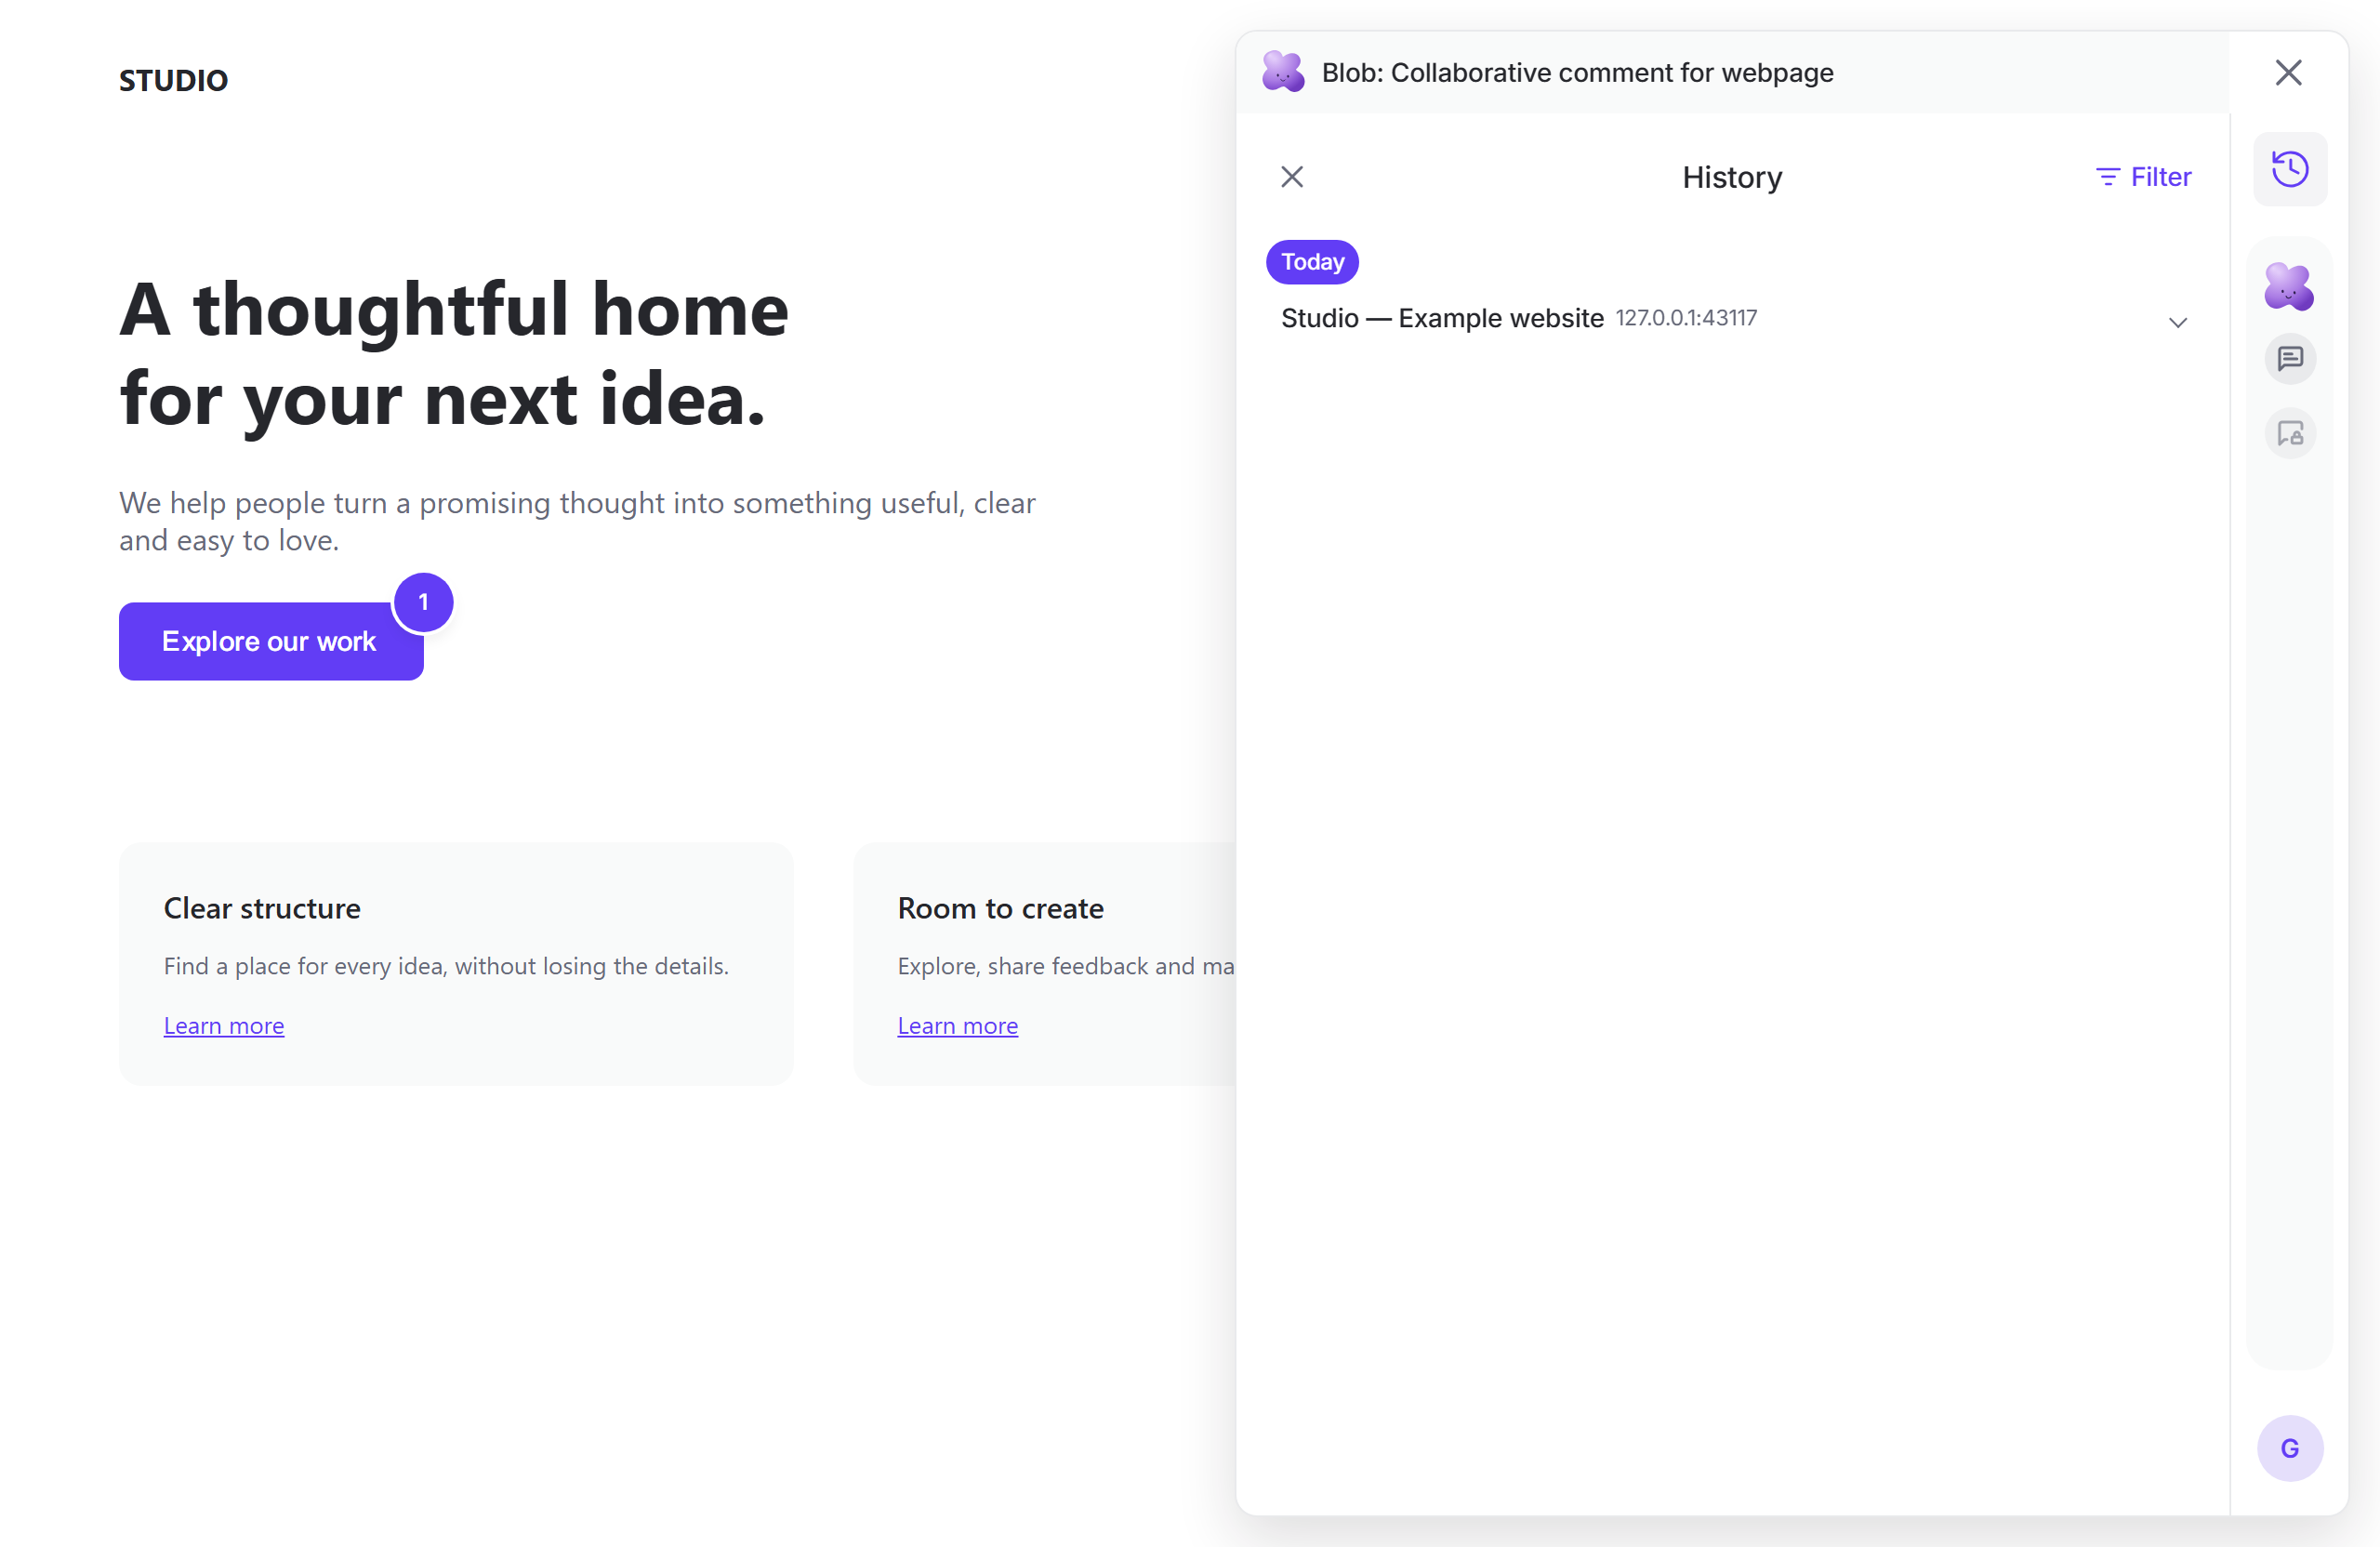 STUDIO
A thoughtful home
for your next idea.
We help people turn a promising thought into something useful, clear
and easy to love.
1
Explore our work
Clear structure
Find a place for every idea, without losing the details.
Learn more
Room to create
Explore, share feedback and ma
Learn more
Blob: Collaborative comment for webpage
History
Filter
Today
Studio — Example website 127.0.0.1:43117
G